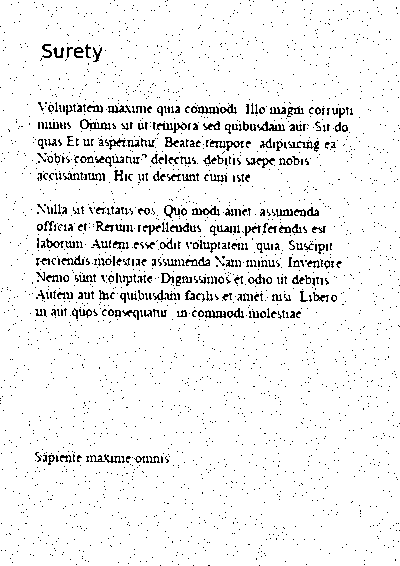 Surety
Voluptatem maxime quia commodi. Illo magni corrupti
minus. Omnis sit ut tempora sed quibusdam aut. Sit do
quas Et ut aspernatur. Beatae tempore, adipisicing ea
Nobis consequatur? delectus, debitis saepe nobis
accusantium. Hic ut deserunt cum iste
Nulla sit veritatis eos. Quo modi amet, assumenda
officia et. Rerum repellendus, quam perferendis est
laborum. Autem esse odit voluptatem, quia. Suscipit
reiciendis molestiae assumenda Nam minus. Inventore
Nemo sunt voluptate. Dignissimos et odio ut debitis
Autem aut hic quibusdam facilis et amet, nisi. Libero
in aut quos consequatur, in commodi molestiae
Sapiente maxime omnis